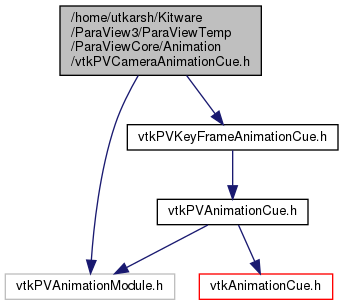 /home/utkarsh/Kitware
/ParaView3/ParaViewTemp
/ParaViewCore/Animation
/vtkPVCameraAnimationCue.h
vtkPVKeyFrameAnimationCue.h
vtkPVAnimationCue.h
vtkPVAnimationModule.h
vtkAnimationCue.h